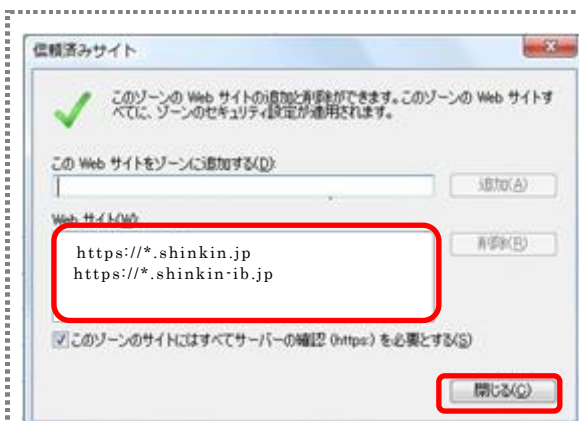 信頼済みサイト
このゾーンの Web サイトの追加と削除ができます。このゾーンの Web サイトす
べてに、ゾーンのセキュリティ設定が適用されます。
この Web サイトをゾーンに追加する(D):
追加(A)
Web サイト(W):
https://*.shinkin.jp
https://*.shinkin-ib.jp
削除(R)
このゾーンのサイトにはすべてサーバーの確認 (https:) を必要とする(S)
閉じる(C)